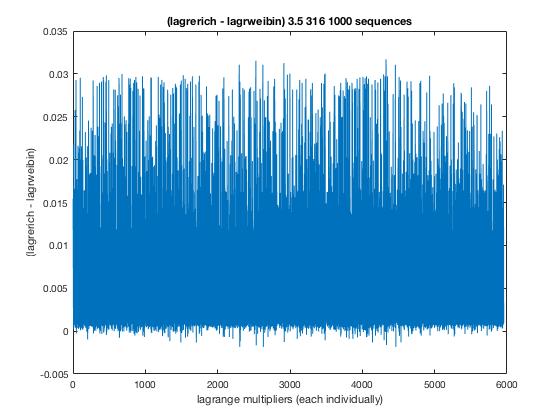 (lagrerich - lagrweibin) 3.5 316 1000 sequences
0.035
0.03
0.025
0.02
0.015
0.01
0.005
0
-0.005
(lagrerich - lagrweibin)
0 1000 2000 3000 4000 5000 6000
lagrange multipliers (each individually)